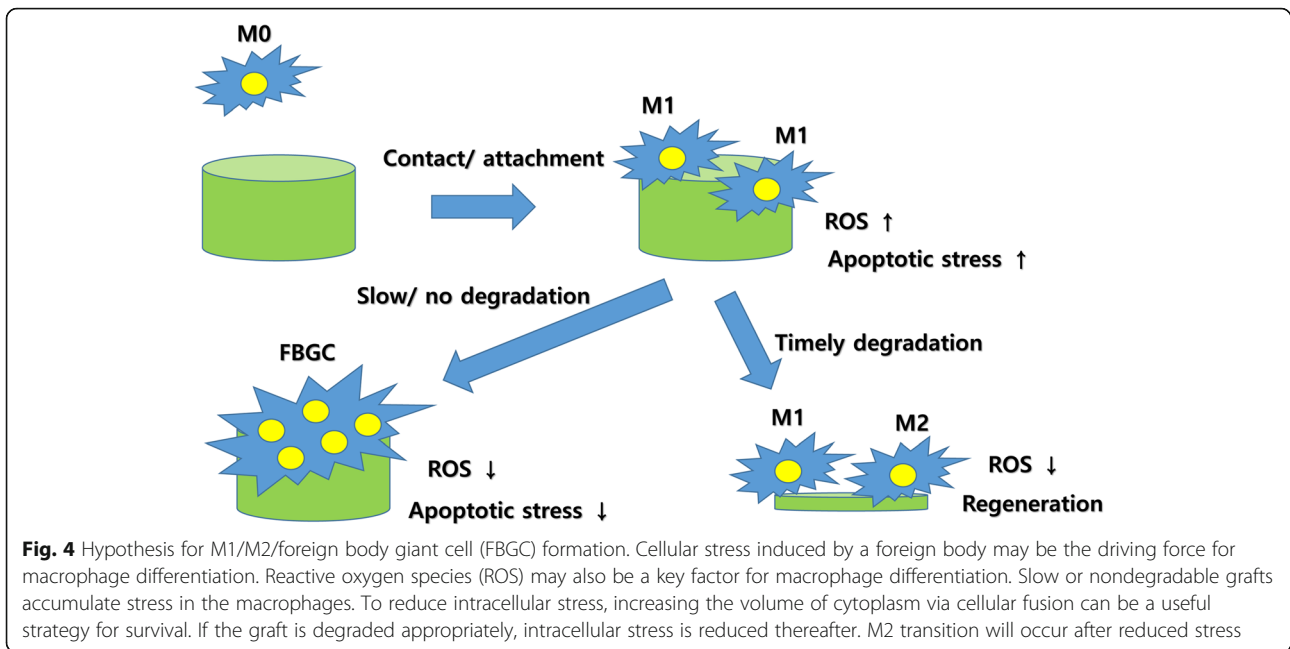 M0
Contact/ attachment
M1
M1
ROS ↑
Apoptotic stress ↑
Slow/ no degradation
Timely degradation
FBGC
ROS ↓
Apoptotic stress ↓
M1
M2
ROS ↓
Regeneration
Fig. 4 Hypothesis for M1/M2/foreign body giant cell (FBGC) formation. Cellular stress induced by a foreign body may be the driving force for
macrophage differentiation. Reactive oxygen species (ROS) may also be a key factor for macrophage differentiation. Slow or nondegradable grafts
accumulate stress in the macrophages. To reduce intracellular stress, increasing the volume of cytoplasm via cellular fusion can be a useful
strategy for survival. If the graft is degraded appropriately, intracellular stress is reduced thereafter. M2 transition will occur after reduced stress